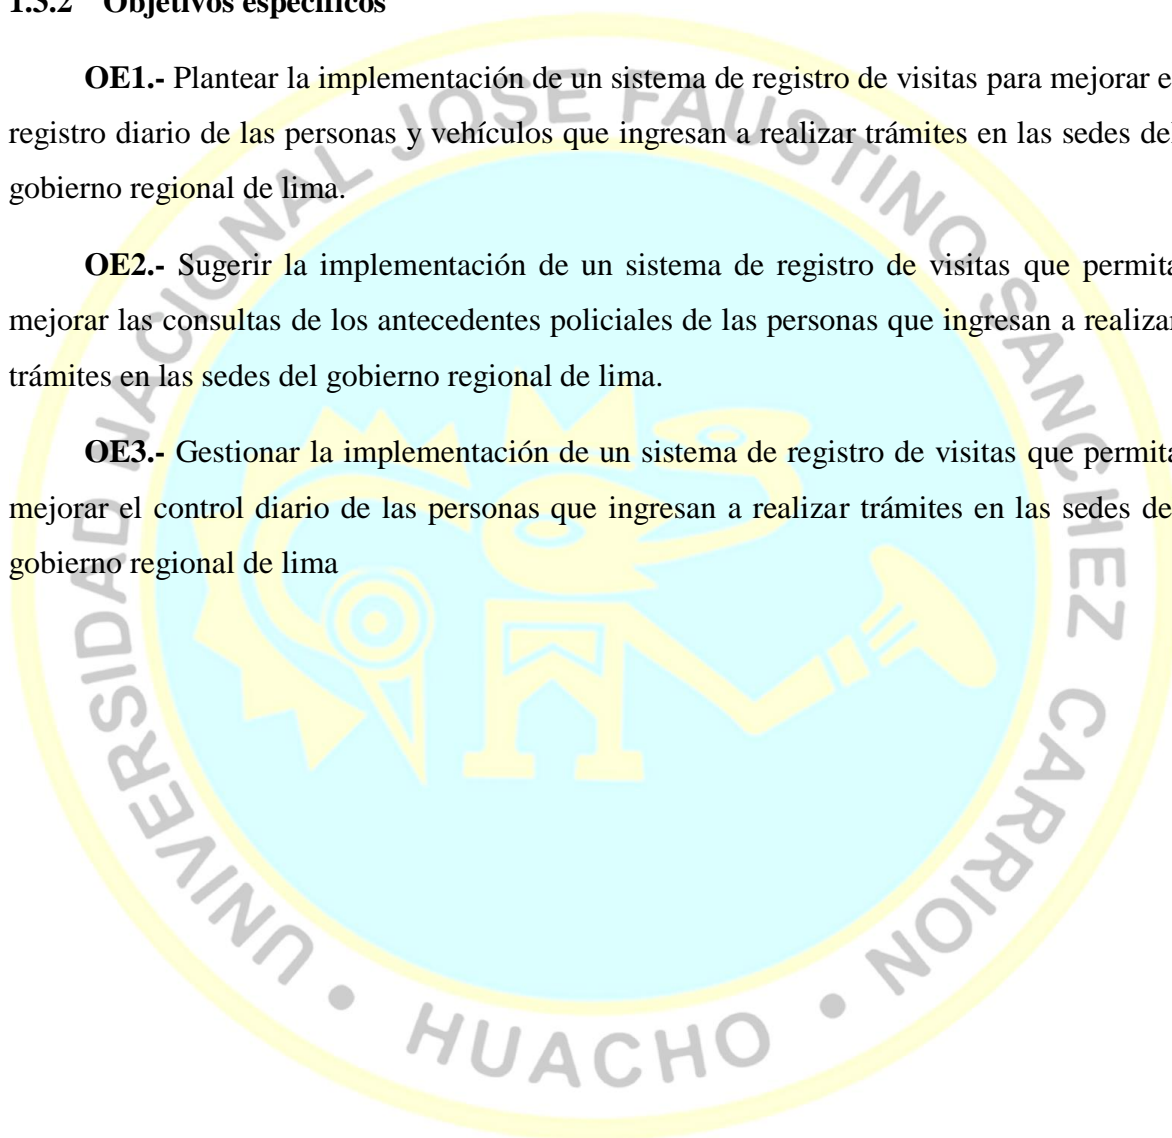 1.3.2 Objetivos específicos
OE1.- Plantear la implementación de un sistema de registro de visitas para mejorar e
registro diario de las personas y vehículos que ingresan a realizar trámites en las sedes del
gobierno regional de lima.
OE2.- Sugerir la implementación de un sistema de registro de visitas que permita
mejorar las consultas de los antecedentes policiales de las personas que ingresan a realizar
trámites en las sedes del gobierno regional de lima.
OE3.- Gestionar la implementación de un sistema de registro de visitas que permita
mejorar el control diario de las personas que ingresan a realizar trámites en las sedes de
gobierno regional de lima
UNIVERSIDAD NACIONAL JOSE FAUSTINO SANCHEZ CARRION • HUACHO •